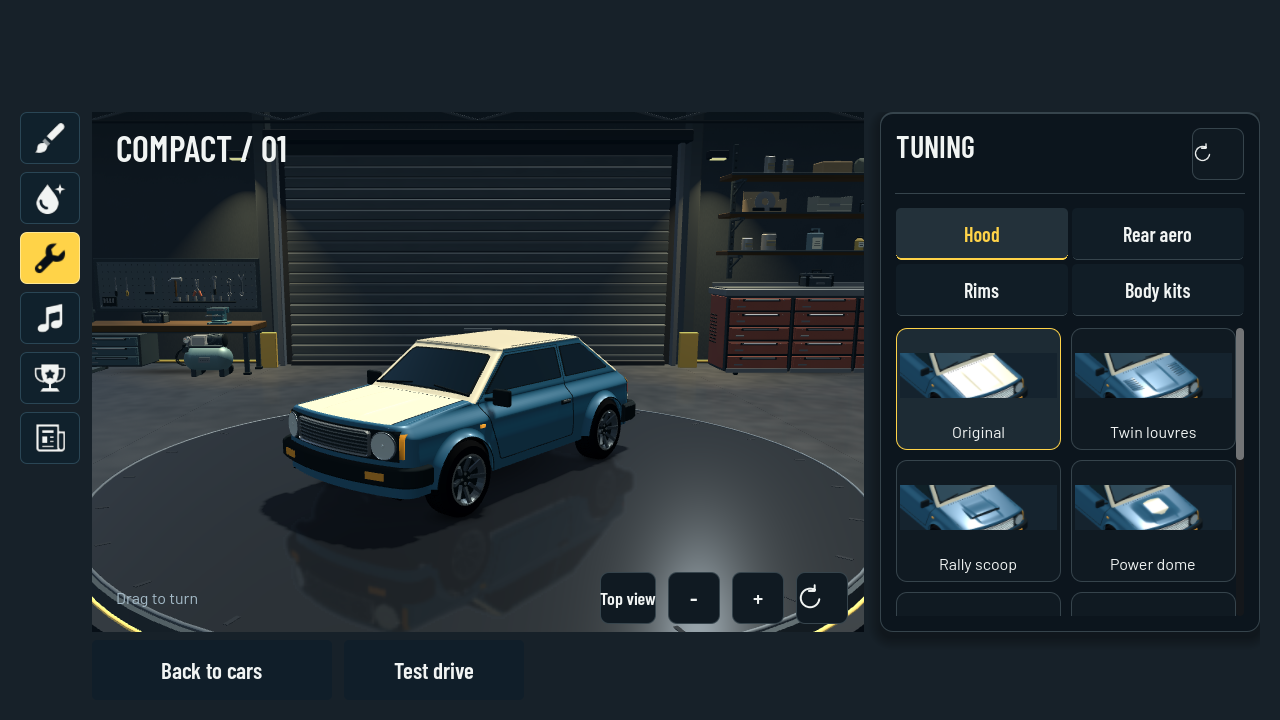 COMPACT / 01
TUNING
Hood
Rear aero
Rims
Body kits
Original
Twin louvres
Rally scoop
Power dome
Drag to turn
Top view
-
+
Back to cars
Test drive